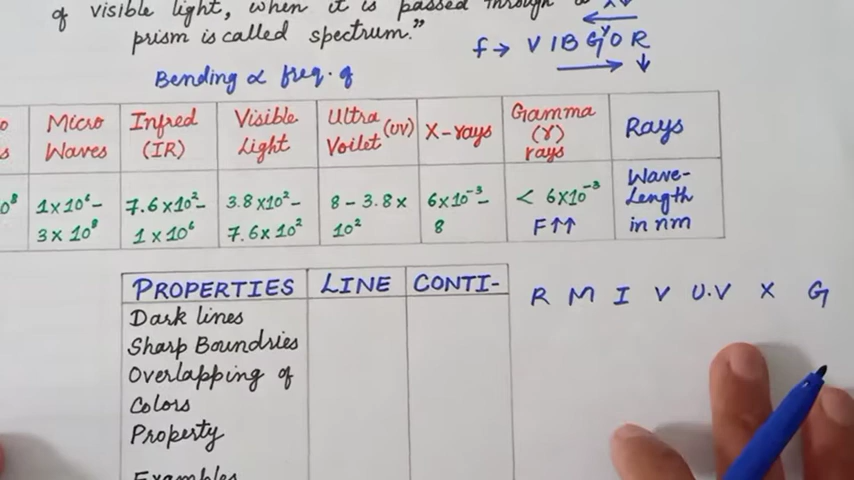 of visible light, when it is passed through
prism is called spectrum."
f → V I B G Y O R
Bending ∝ freq. of
Micro Waves
Infred (IR)
Visible Light
Ultra Voilet (UV)
X-rays
Gamma (γ) rays
Rays
1x10⁶– 3x10⁸
7.6x10²– 1x10⁶
3.8x10²– 7.6x10²
8 – 3.8x 10²
6x10⁻³– 8
< 6x10⁻³ F↑↑
Wave- Length in nm
PROPERTIES LINE CONTI-
R M I V U.V X G
Dark lines
Sharp Boundries
Overlapping of
Colors
Property
Examples